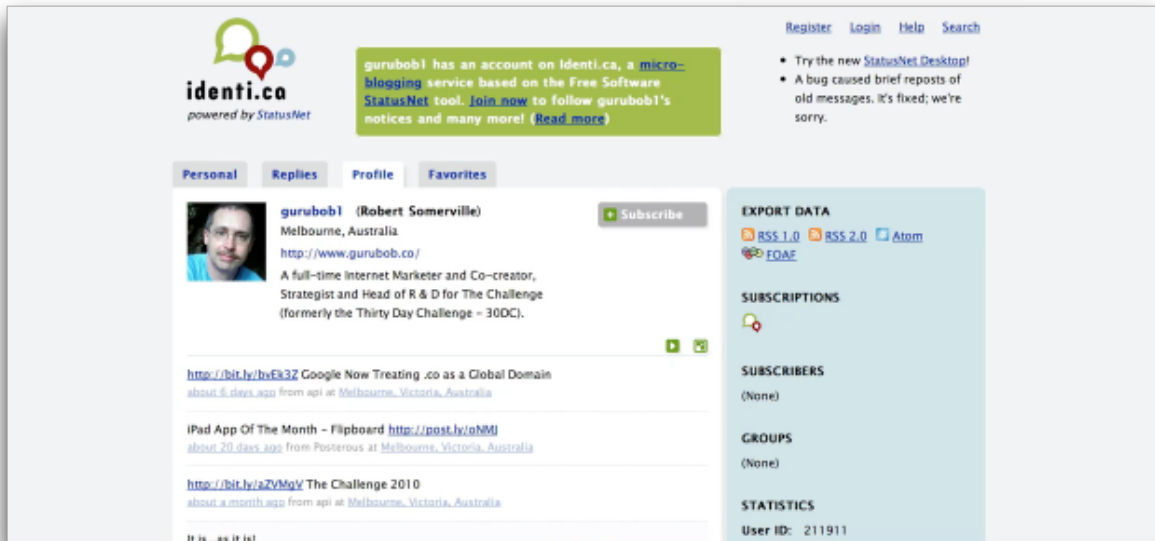 identi.ca
powered by StatusNet
gurubob1 has an account on Identi.ca, a micro-
blogging service based on the Free Software
StatusNet tool. Join now to follow gurubob1's
notices and many more! (Read more)
Register Login Help Search
• Try the new StatusNet Desktop!
• A bug caused brief reposts of
old messages. It's fixed; we're
sorry.
Personal Replies Profile Favorites
gurubob1 (Robert Somerville)
Melbourne, Australia
http://www.gurubob.co/
A full-time Internet Marketer and Co-creator,
Strategist and Head of R & D for The Challenge
(formerly the Thirty Day Challenge - 30DC).
Subscribe
http://bit.ly/bvEk3Z Google Now Treating .co as a Global Domain
about 6 days ago from api at Melbourne, Victoria, Australia
iPad App Of The Month - Flipboard http://post.ly/oNMJ
about 20 days ago from Posterous at Melbourne, Victoria, Australia
http://bit.ly/aZVMgV The Challenge 2010
about a month ago from api at Melbourne, Victoria, Australia
It is.. as it is!
EXPORT DATA
RSS 1.0 RSS 2.0 Atom
FOAF
SUBSCRIPTIONS
SUBSCRIBERS
(None)
GROUPS
(None)
STATISTICS
User ID: 211911